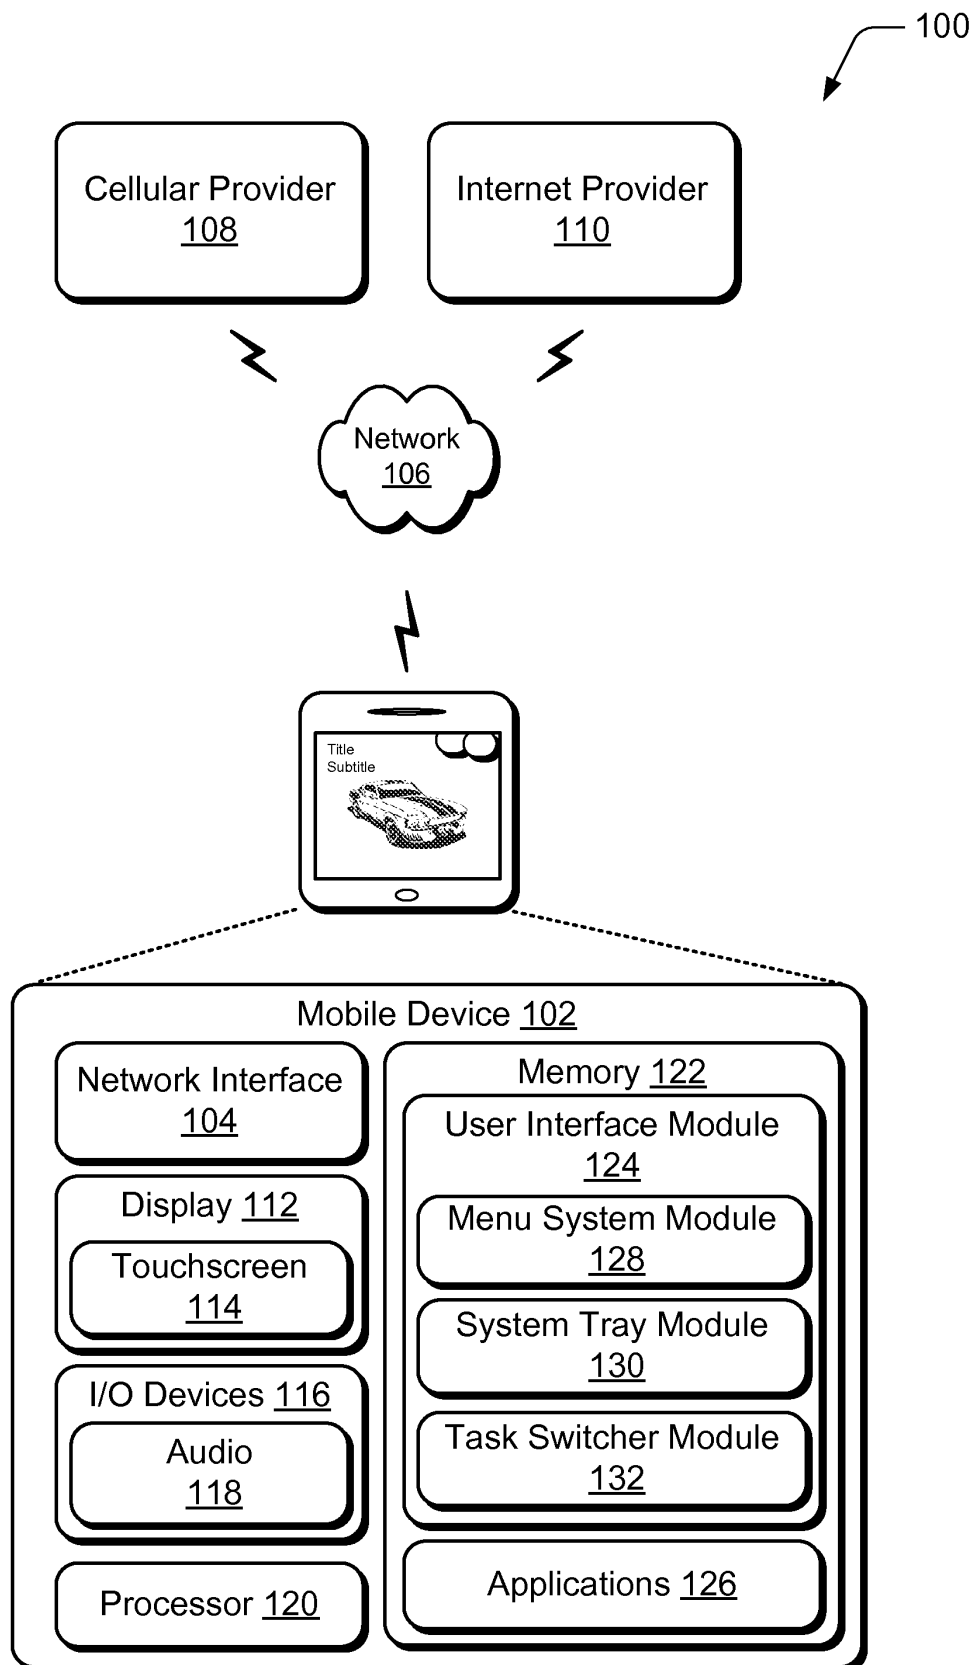 100
Cellular Provider
108
Internet Provider
110
Network
106
Title
Subtitle
Mobile Device 102
Network Interface
104
Display 112
Touchscreen
114
I/O Devices 116
Audio
118
Processor 120
Memory 122
User Interface Module
124
Menu System Module
128
System Tray Module
130
Task Switcher Module
132
Applications 126